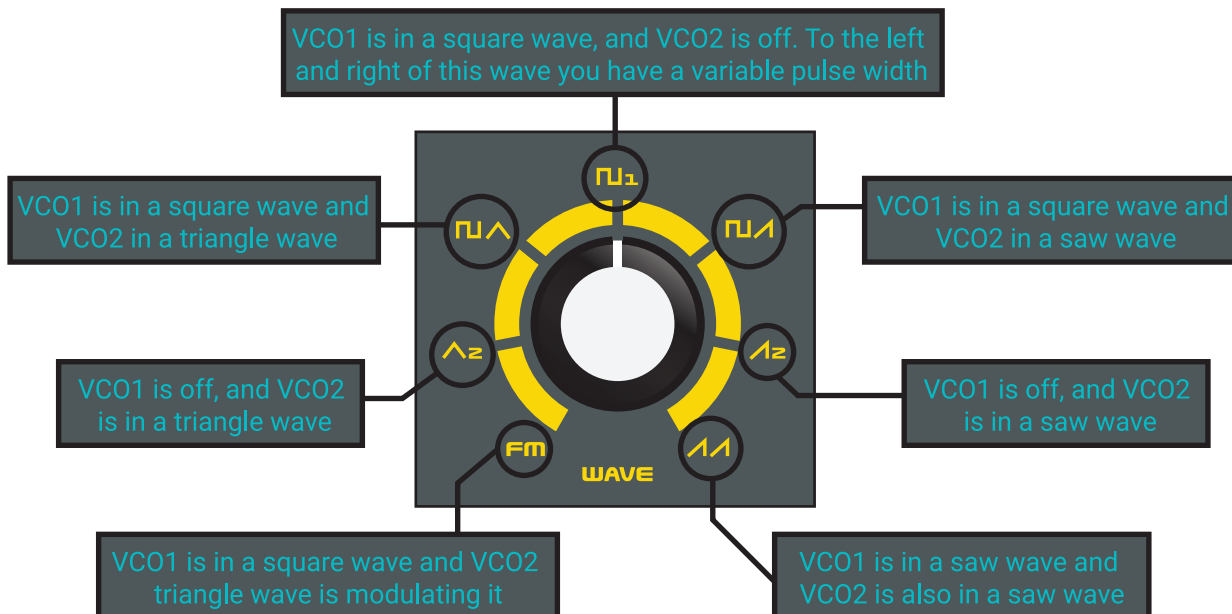 VCO1 is in a square wave, and VCO2 is off. To the left
and right of this wave you have a variable pulse width
1
VCO1 is in a square wave and
VCO2 in a triangle wave
VCO1 is in a square wave and
VCO2 in a saw wave
2
2
VCO1 is off, and VCO2
is in a triangle wave
VCO1 is off, and VCO2
is in a saw wave
FM
WAVE
VCO1 is in a square wave and VCO2
triangle wave is modulating it
VCO1 is in a saw wave and
VCO2 is also in a saw wave